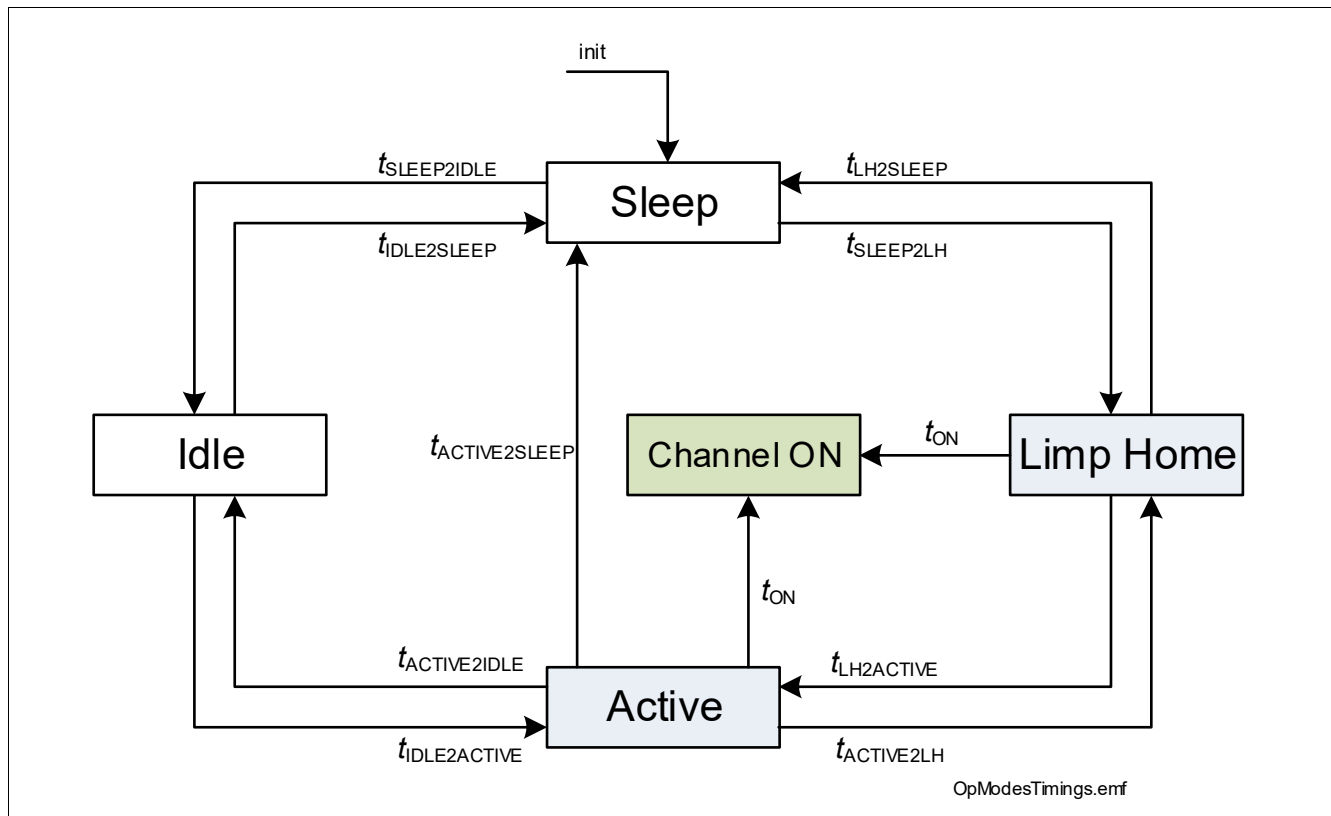 init
tSLEEP2IDLE
tLH2SLEEP
Sleep
tIDLE2SLEEP
tSLEEP2LH
Idle
tACTIVE2SLEEP
Channel ON
tON
Limp Home
tON
tACTIVE2IDLE
tLH2ACTIVE
Active
tIDLE2ACTIVE
tACTIVE2LH
OpModesTimings.emf